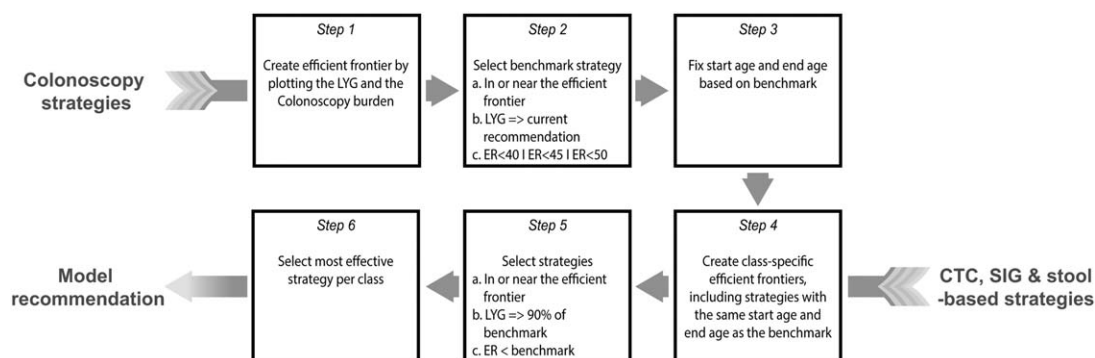 Colonoscopy
strategies
Step 1
Create efficient frontier by
plotting the LYG and the
Colonoscopy burden
Step 2
Select benchmark strategy
a. In or near the efficient
frontier
b. LYG => current
recommendation
c. ER<40 I ER<45 I ER<50
Step 3
Fix start age and end age
based on benchmark
Step 4
Create class-specific
efficient frontiers,
including strategies with
the same start age and
end age as the benchmark
CTC, SIG & stool
-based strategies
Step 5
Select strategies
a. In or near the efficient
frontier
b. LYG => 90% of
benchmark
c. ER < benchmark
Step 6
Select most effective
strategy per class
Model
recommendation